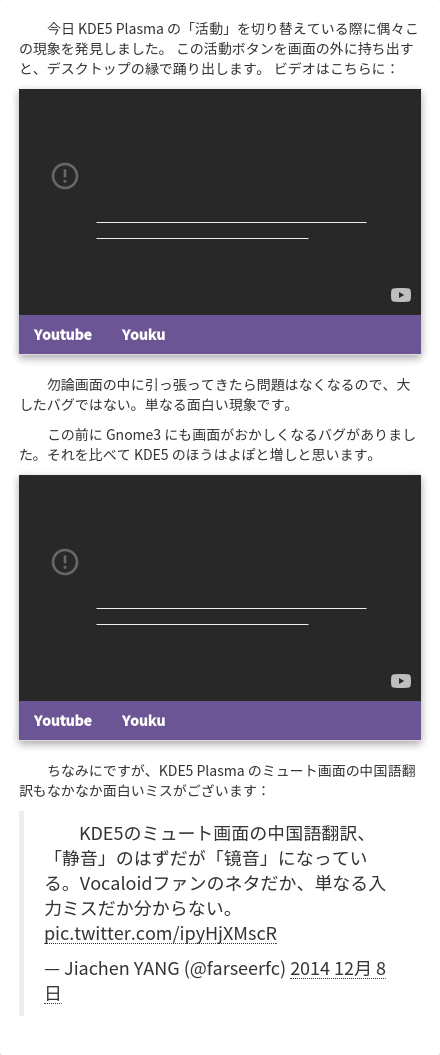 今日 KDE5 Plasma の「活動」を切り替えている際に偶々こ
の現象を発見しました。 この活動ボタンを画面の外に持ち出す
と、デスクトップの縁で踊り出します。 ビデオはこちらに：
Youtube Youku
勿論画面の中に引っ張ってきたら問題はなくなるので、大
したバグではない。単なる面白い現象です。
この前に Gnome3 にも画面がおかしくなるバグがありまし
た。それを比べて KDE5 のほうはよぽと増しと思います。
Youtube Youku
ちなみにですが、KDE5 Plasma のミュート画面の中国語翻
訳もなかなか面白いミスがございます：
KDE5のミュート画面の中国語翻訳、
「静音」のはずだが「镜音」になってい
る。Vocaloidファンのネタだか、単なる入
力ミスだか分からない。
pic.twitter.com/ipyHjXMscR
— Jiachen YANG (@farseerfc) 2014 12月 8
日